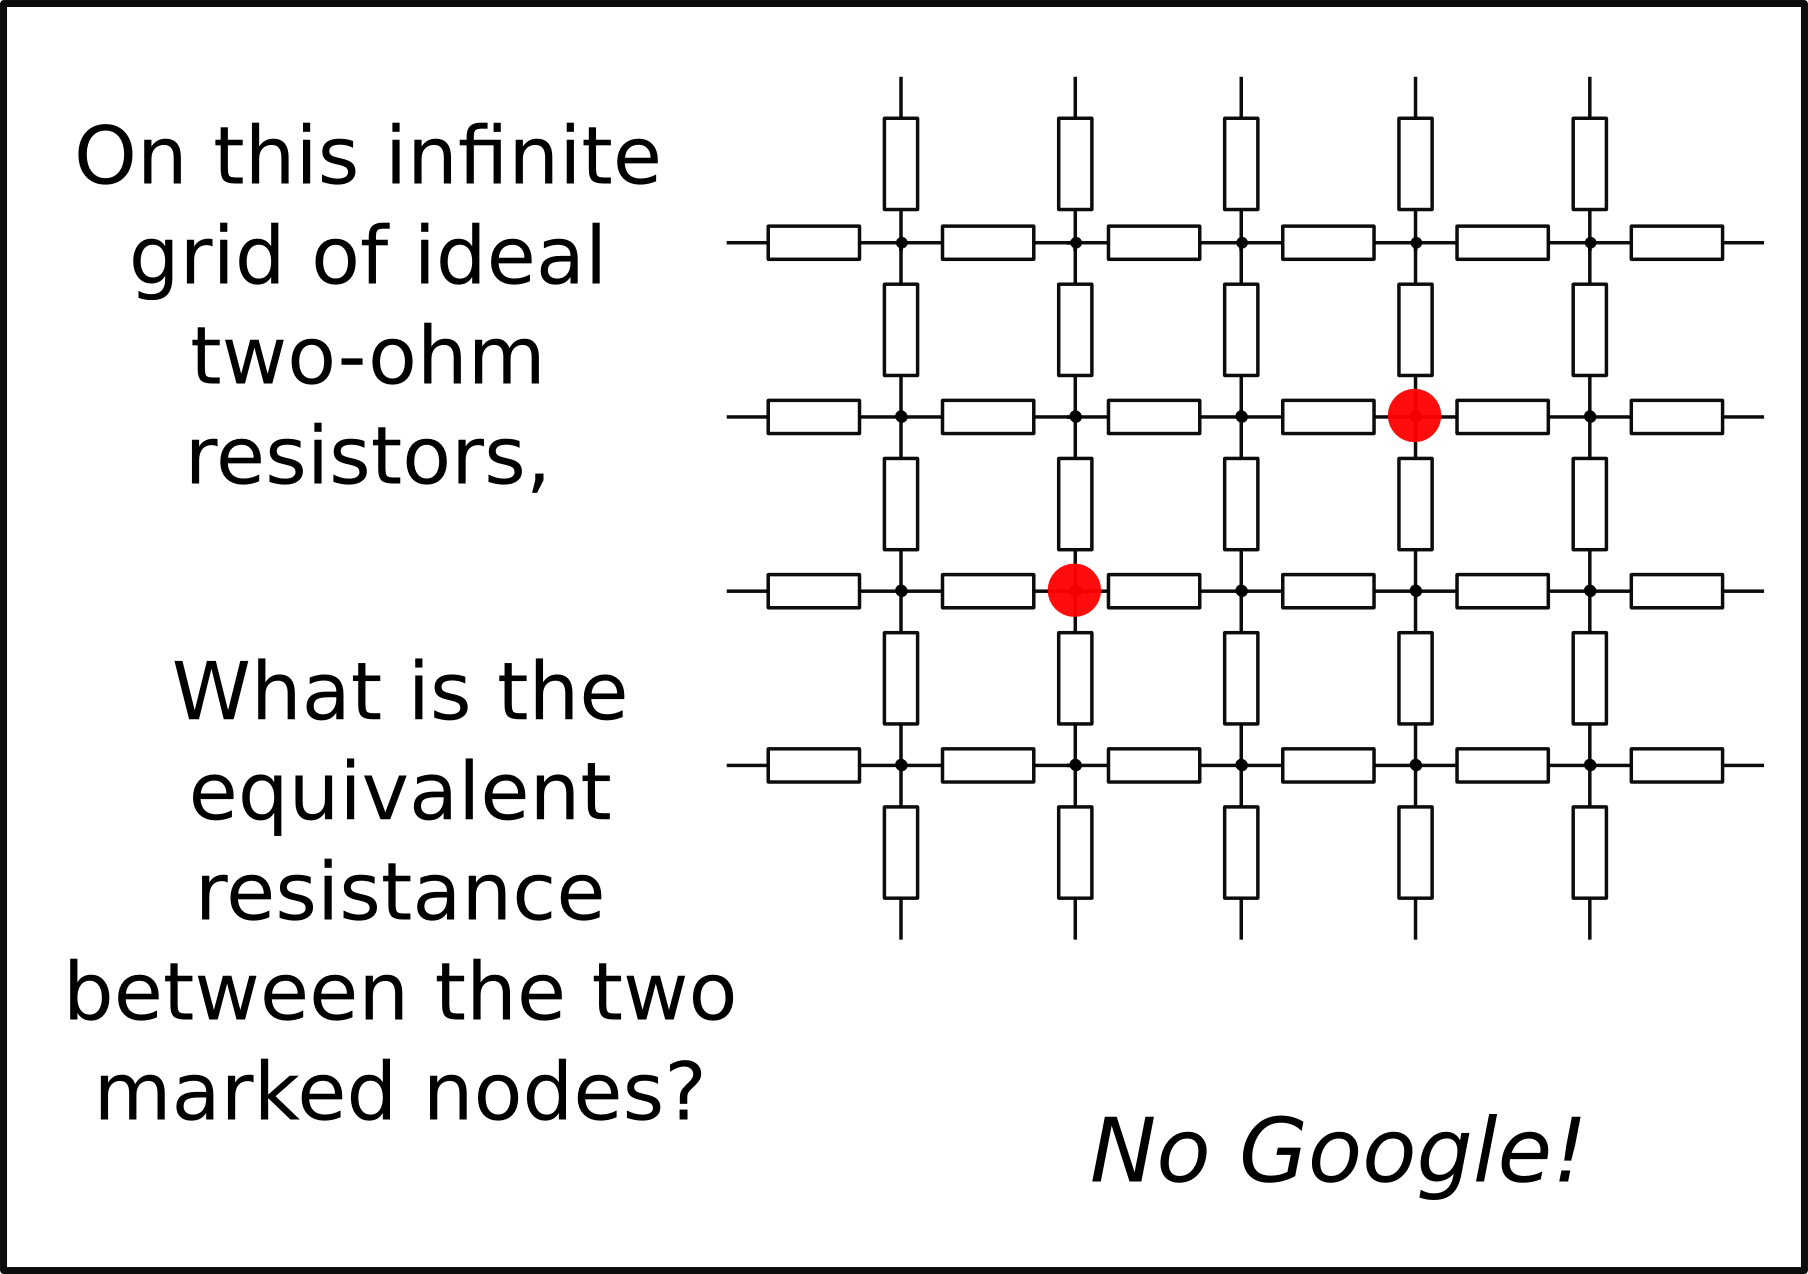 On this infinite
grid of ideal
two-ohm
resistors,
What is the
equivalent
resistance
between the two
marked nodes?
No Google!